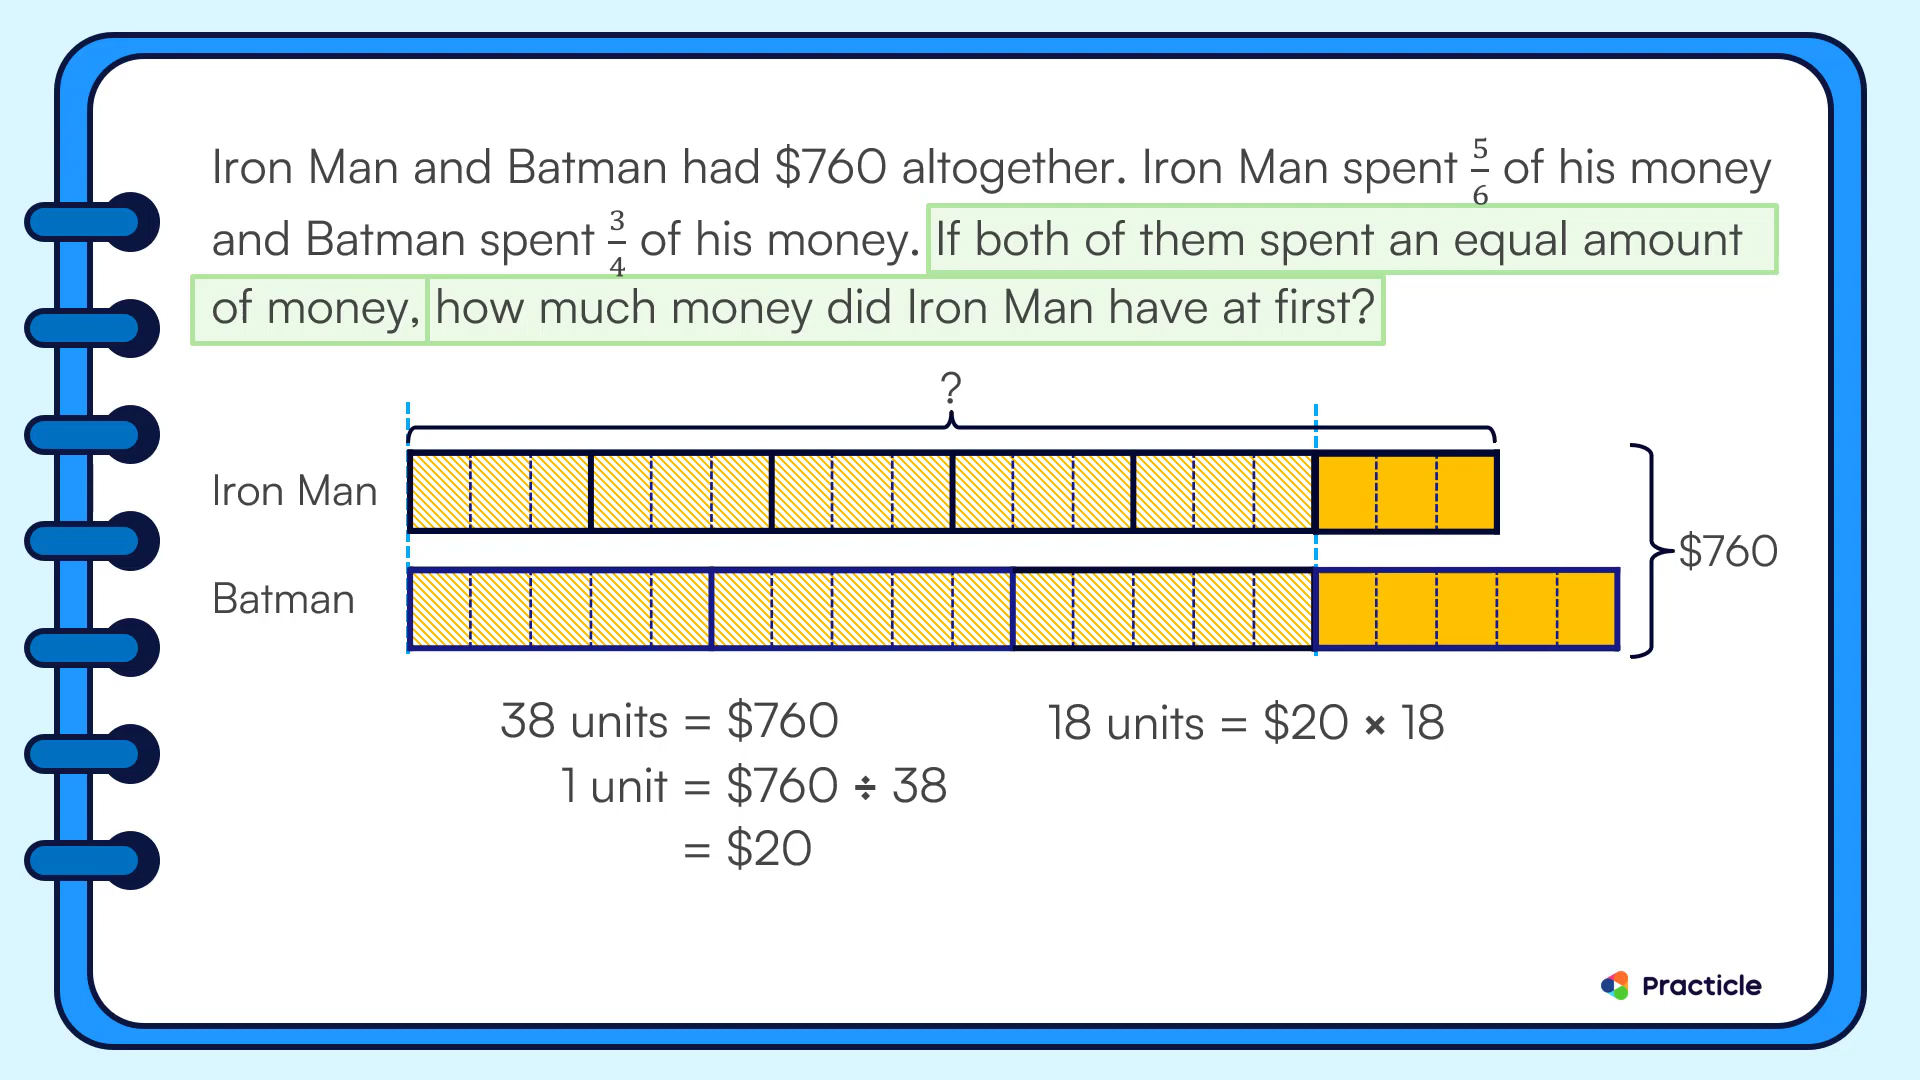 Iron Man and Batman had $760 altogether. Iron Man spent 5/6 of his money
and Batman spent 3/4 of his money. If both of them spent an equal amount
of money, how much money did Iron Man have at first?
?
Iron Man
Batman
$760
38 units = $760
1 unit = $760 ÷ 38
= $20
18 units = $20 × 18
Practicle